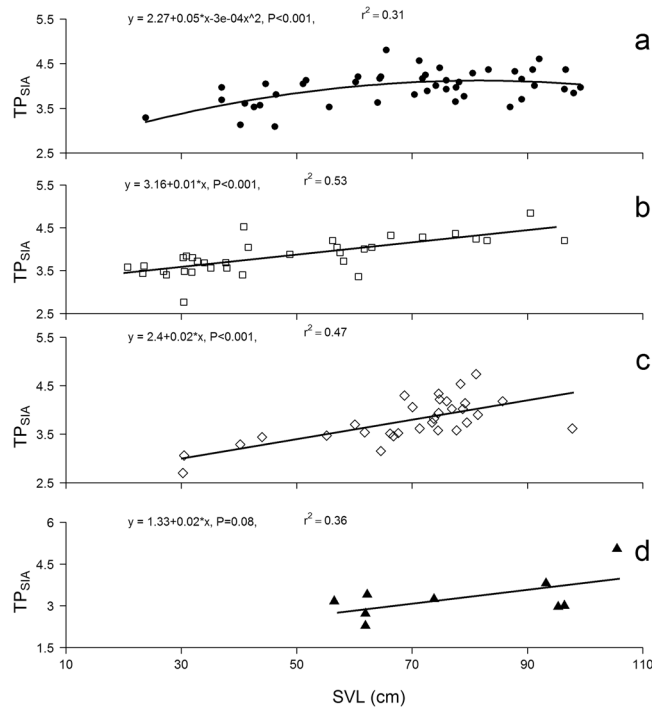 y = 2.27+0.05*x-3e-04x^2, P<0.001, r² = 0.31
a
5.5
4.5
3.5
2.5
TP_SIA
y = 3.16+0.01*x, P<0.001, r² = 0.53
b
5.5
4.5
3.5
2.5
TP_SIA
y = 2.4+0.02*x, P<0.001, r² = 0.47
c
5.5
4.5
3.5
2.5
TP_SIA
y = 1.33+0.02*x, P=0.08, r² = 0.36
d
6
4.5
3
1.5
TP_SIA
10 30 50 70 90 110
SVL (cm)